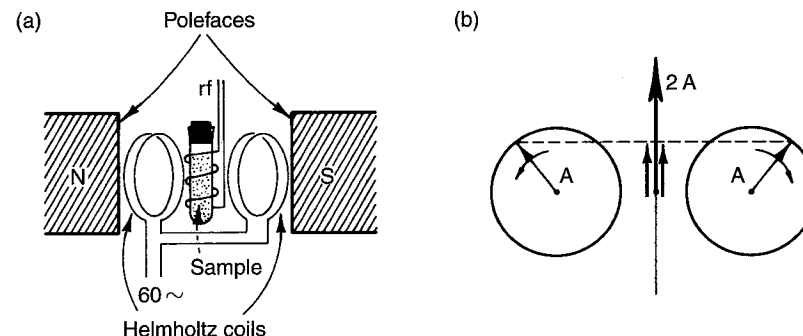 (a)
Polefaces
rf
N
S
Sample
60 ~
Helmholtz coils
(b)
2 A
A
A